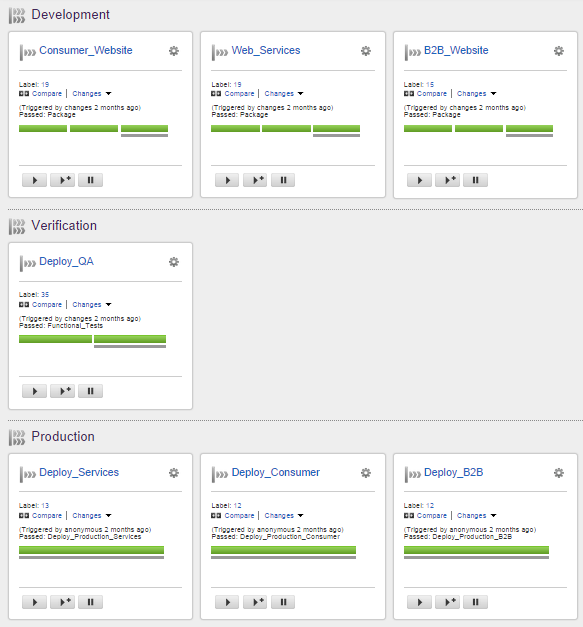 Development
Consumer_Website
Label: 19
Compare | Changes
(Triggered by changes 2 months ago)
Passed: Package
Web_Services
Label: 19
Compare | Changes
(Triggered by changes 2 months ago)
Passed: Package
B2B_Website
Label: 15
Compare | Changes
(Triggered by changes 2 months ago)
Passed: Package
Verification
Deploy_QA
Label: 35
Compare | Changes
(Triggered by changes 2 months ago)
Passed: Functional_Tests
Production
Deploy_Services
Label: 13
Compare | Changes
(Triggered by anonymous 2 months ago)
Passed: Deploy_Production_Services
Deploy_Consumer
Label: 12
Compare | Changes
(Triggered by anonymous 2 months ago)
Passed: Deploy_Production_Consumer
Deploy_B2B
Label: 12
Compare | Changes
(Triggered by anonymous 2 months ago)
Passed: Deploy_Production_B2B